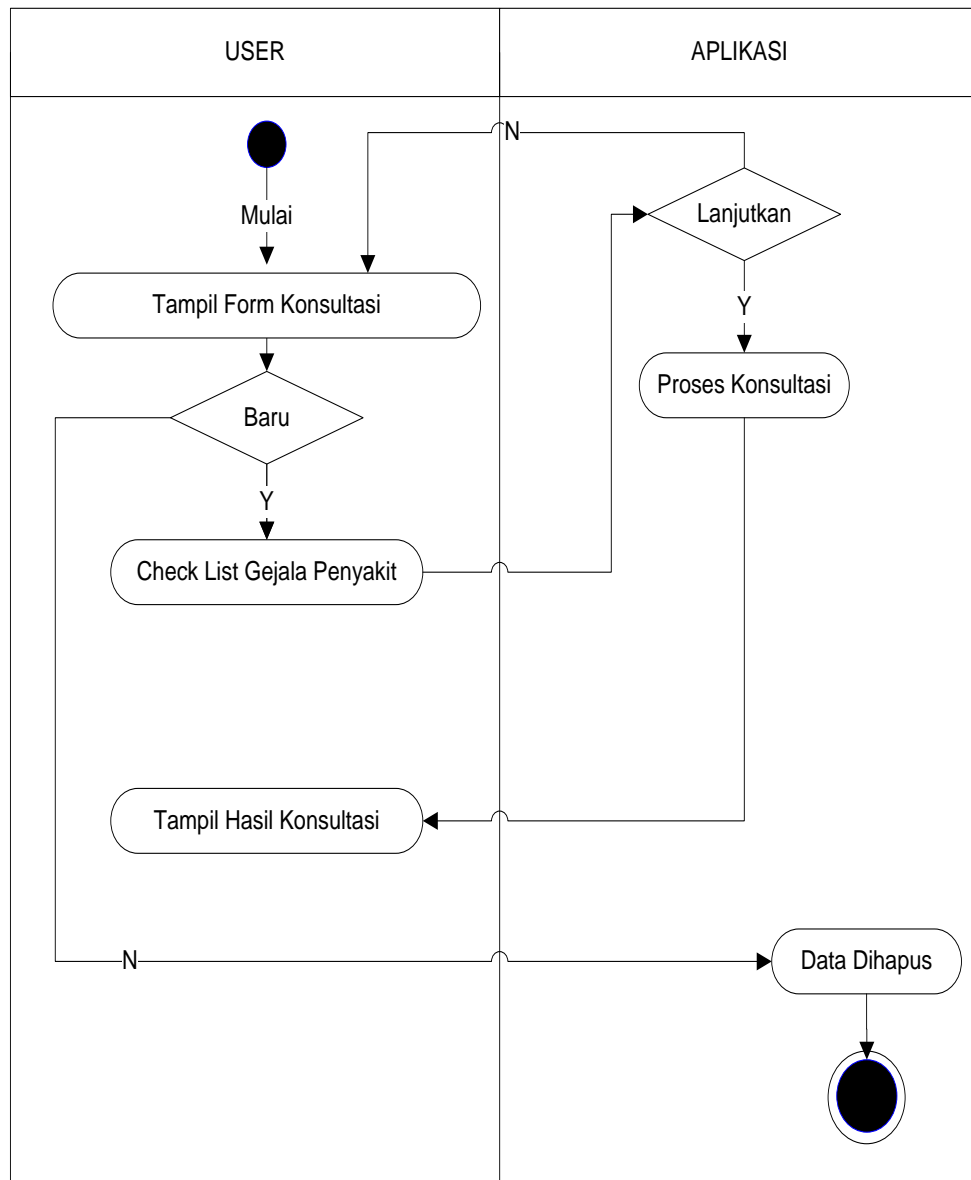 USER
APLIKASI
N
Mulai
Lanjutkan
Tampil Form Konsultasi
Y
Proses Konsultasi
Baru
Y
Check List Gejala Penyakit
Tampil Hasil Konsultasi
N
Data Dihapus